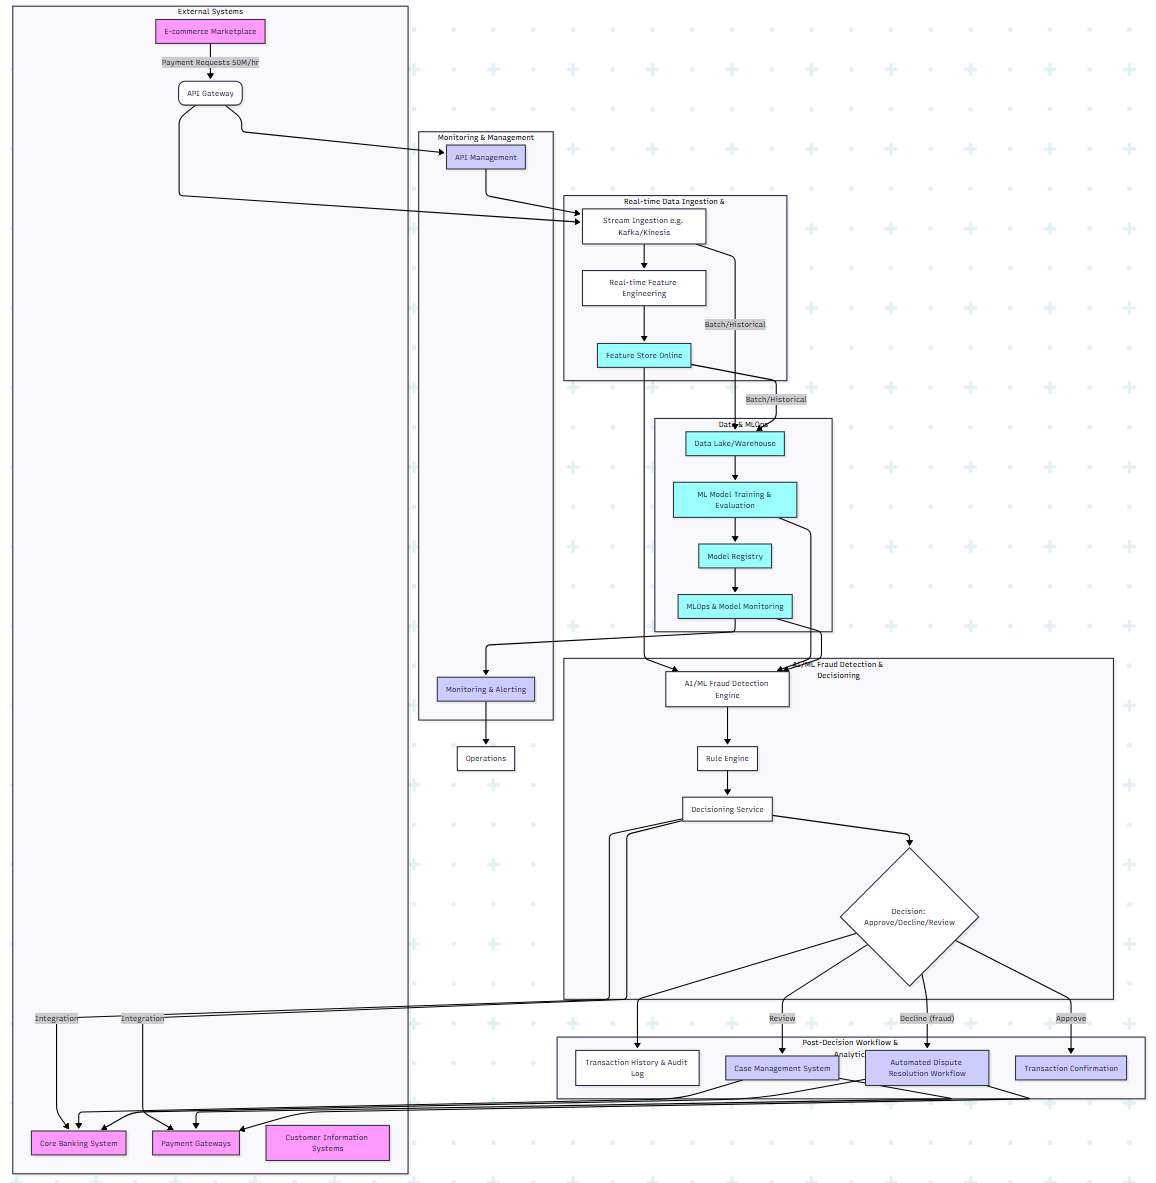 External Systems
E-commerce Marketplace
Payment Requests 50M/hr
API Gateway
Monitoring & Management
API Management
Real-time Data Ingestion &
Stream Ingestion e.g.
Kafka/Kinesis
Real-time Feature
Engineering
Batch/Historical
Feature Store Online
Batch/Historical
Data & MLOps
Data Lake/Warehouse
ML Model Training &
Evaluation
Model Registry
MLOps & Model Monitoring
AI/ML Fraud Detection &
Decisioning
AI/ML Fraud Detection
Engine
Monitoring & Alerting
Operations
Rule Engine
Decisioning Service
Decision:
Approve/Decline/Review
Integration
Integration
Review
Decline (fraud)
Approve
Post-Decision Workflow &
Analytic
Transaction History & Audit
Log
Case Management System
Automated Dispute
Resolution Workflow
Transaction Confirmation
Core Banking System
Payment Gateways
Customer Information
Systems